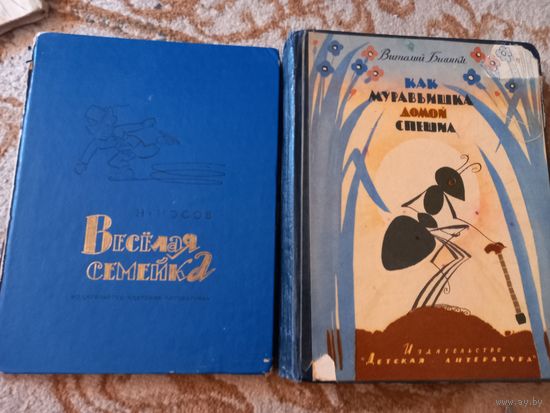 Н. НОСОВ
Весёлая
семейка
ИЗДАТЕЛЬСТВО «ДЕТСКАЯ ЛИТЕРАТУРА»
Виталий Бианки
КАК
МУРАВЬИШКА
ДОМОЙ
СПЕШИЛ
Издательство
"Детская литература"
www.ay.by